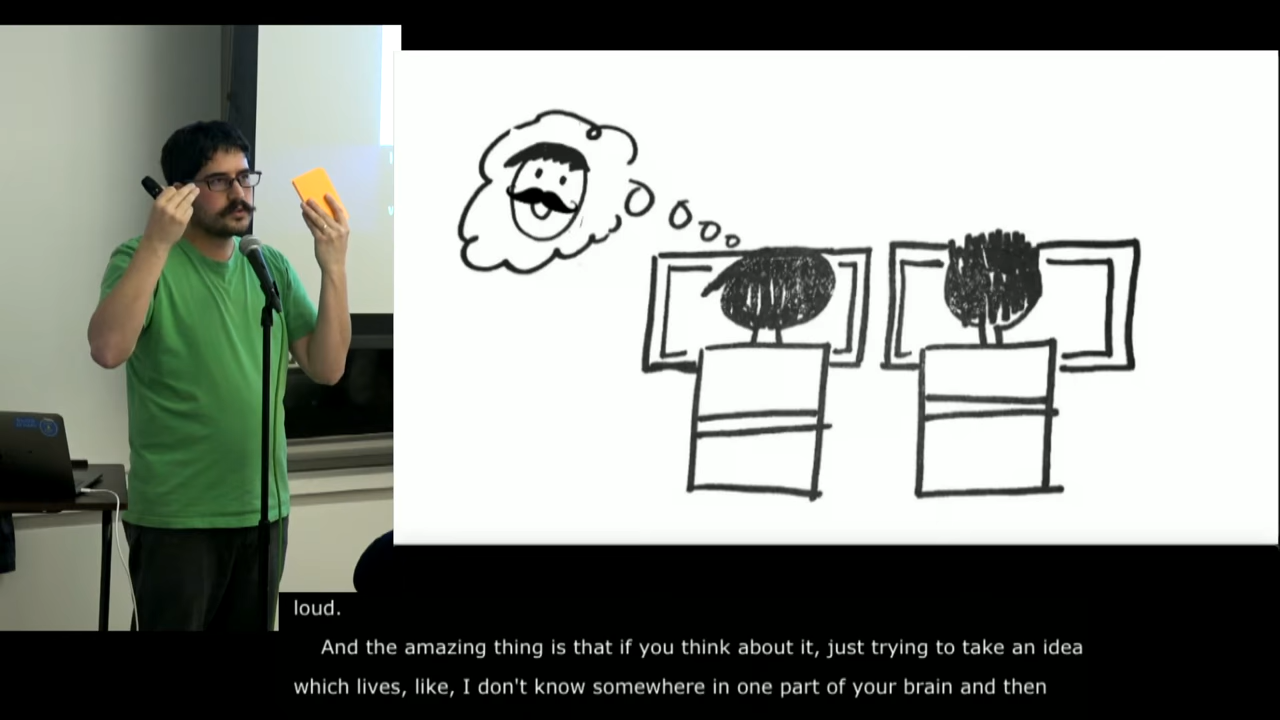 loud.
And the amazing thing is that if you think about it, just trying to take an idea
which lives, like, I don't know somewhere in one part of your brain and then